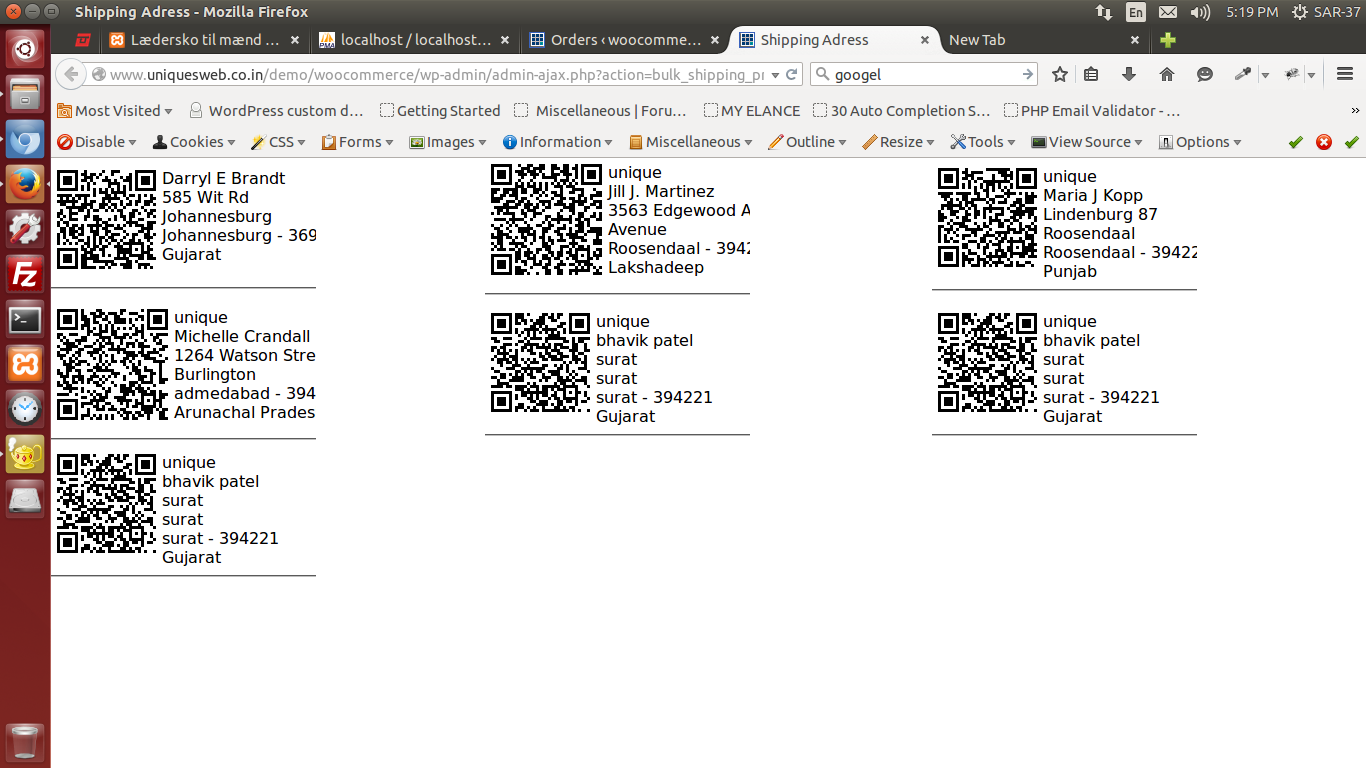 Shipping Adress - Mozilla Firefox
En
5:19 PM
SAR-37
Lædersko til mænd ...
localhost / localhost...
Orders ‹ woocomme...
Shipping Adress
New Tab
www.uniquesweb.co.in/demo/woocommerce/wp-admin/admin-ajax.php?action=bulk_shipping_pr
googel
Most Visited
WordPress custom d...
Getting Started
Miscellaneous | Foru...
MY ELANCE
30 Auto Completion S...
PHP Email Validator - ...
»
Disable
Cookies
CSS
Forms
Images
Information
Miscellaneous
Outline
Resize
Tools
View Source
Options
Darryl E Brandt
585 Wit Rd
Johannesburg
Johannesburg - 369
Gujarat
unique
Jill J. Martinez
3563 Edgewood A
Avenue
Roosendaal - 3942
Lakshadeep
unique
Maria J Kopp
Lindenburg 87
Roosendaal
Roosendaal - 39422
Punjab
unique
Michelle Crandall
1264 Watson Stre
Burlington
admedabad - 394
Arunachal Prades
unique
bhavik patel
surat
surat
surat - 394221
Gujarat
unique
bhavik patel
surat
surat
surat - 394221
Gujarat
unique
bhavik patel
surat
surat
surat - 394221
Gujarat
Fz
PMA